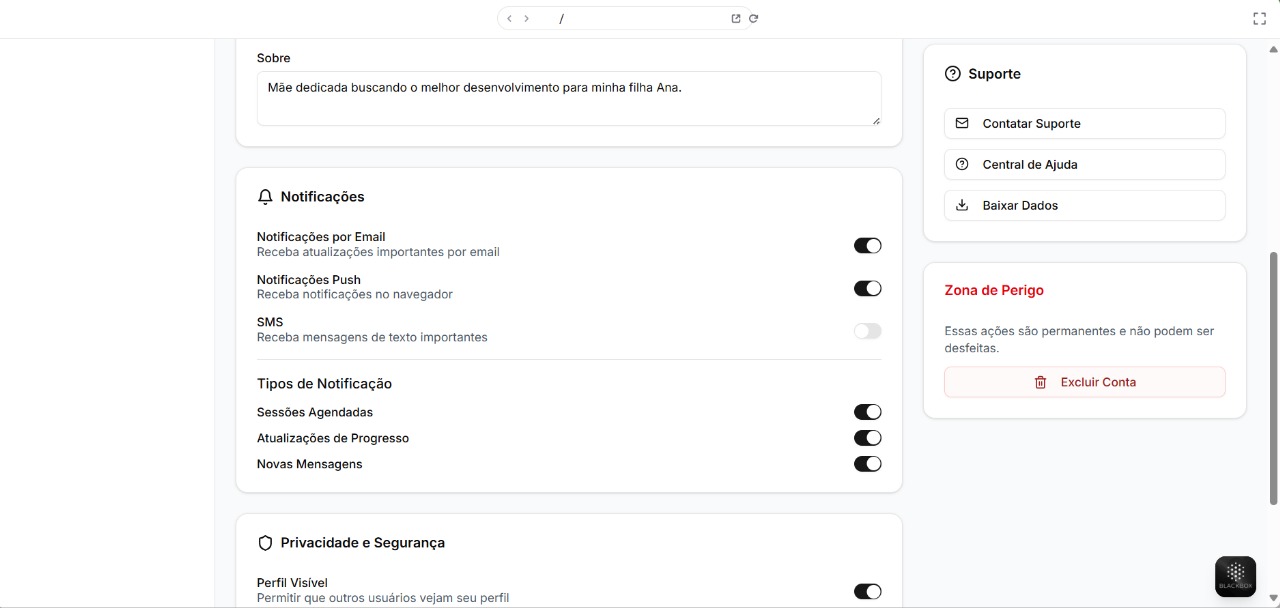 /
Sobre
Mãe dedicada buscando o melhor desenvolvimento para minha filha Ana.
Notificações
Notificações por Email
Receba atualizações importantes por email
Notificações Push
Receba notificações no navegador
SMS
Receba mensagens de texto importantes
Tipos de Notificação
Sessões Agendadas
Atualizações de Progresso
Novas Mensagens
Privacidade e Segurança
Perfil Visível
Permitir que outros usuários vejam seu perfil
Suporte
Contatar Suporte
Central de Ajuda
Baixar Dados
Zona de Perigo
Essas ações são permanentes e não podem ser
desfeitas.
Excluir Conta
BLACKBOX